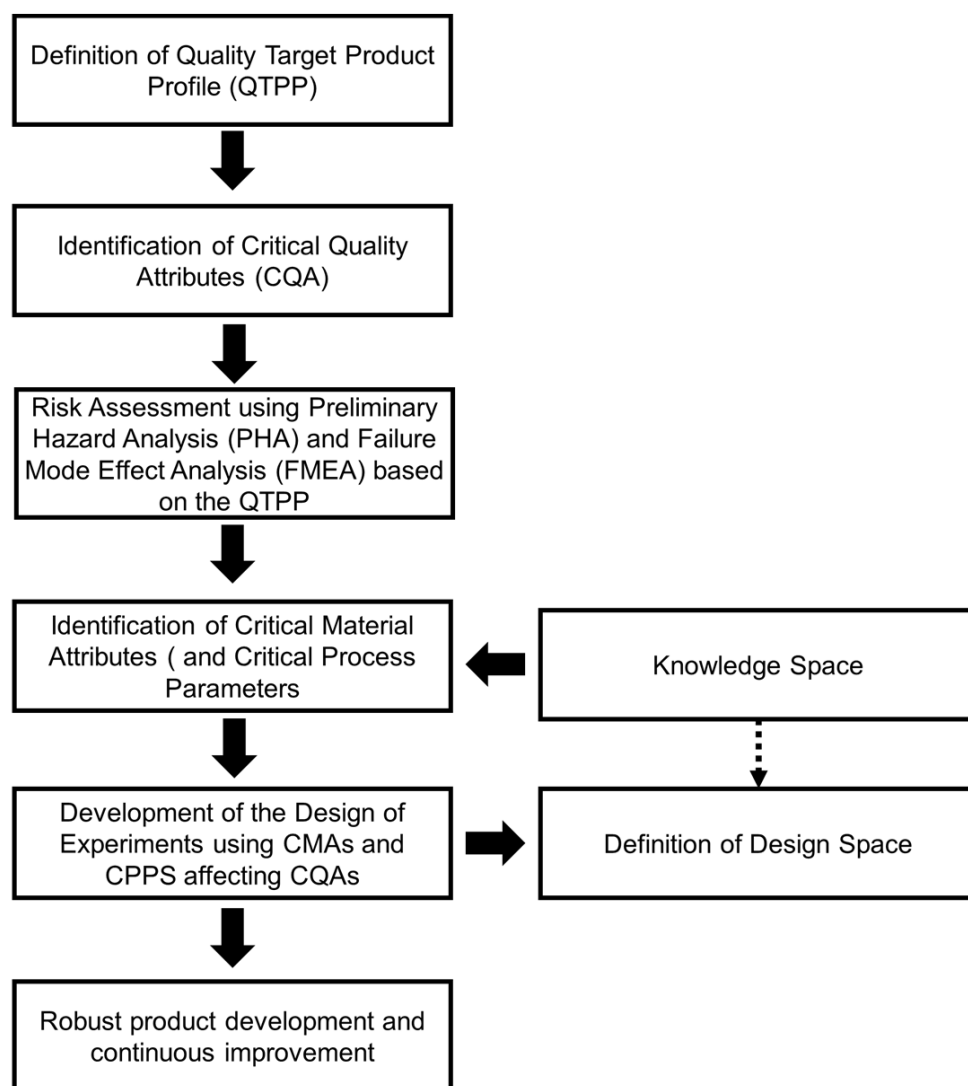 Definition of Quality Target Product
Profile (QTPP)
Identification of Critical Quality
Attributes (CQA)
Risk Assessment using Preliminary
Hazard Analysis (PHA) and Failure
Mode Effect Analysis (FMEA) based
on the QTPP
Identification of Critical Material
Attributes ( and Critical Process
Parameters
Knowledge Space
Development of the Design of
Experiments using CMAs and
CPPS affecting CQAs
Definition of Design Space
Robust product development and
continuous improvement